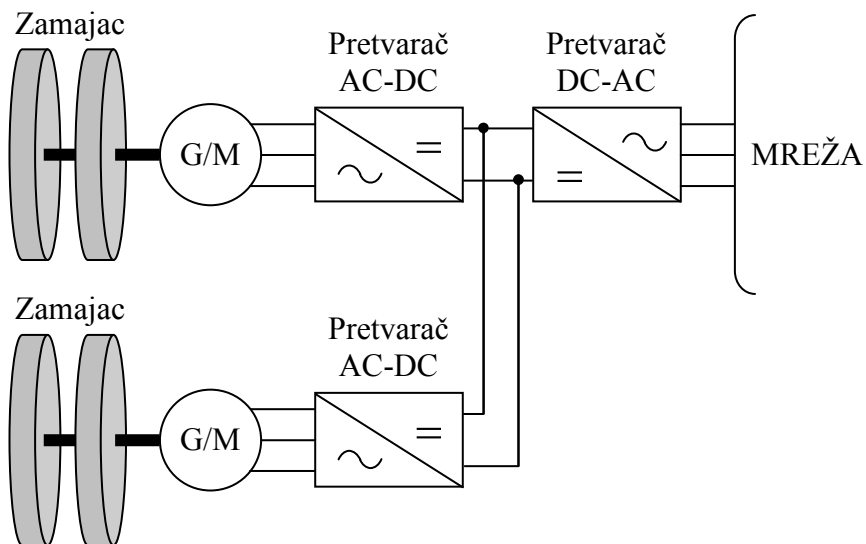 Zamajac
Pretvarač
AC-DC
Pretvarač
DC-AC
G/M
MREŽA
Zamajac
Pretvarač
AC-DC
G/M